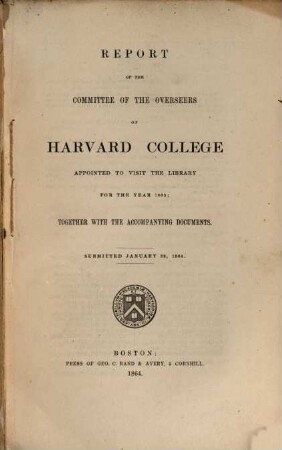 REPORT
OF THE
COMMITTEE OF THE OVERSEERS
OF
HARVARD COLLEGE
APPOINTED TO VISIT THE LIBRARY
FOR THE YEAR 1863;
TOGETHER WITH THE ACCOMPANYING DOCUMENTS.
SUBMITTED JANUARY 1864.
BOSTON:
PRESS OF GEO. C. RAND & AVERY, 3 CORNHILL.
1864.